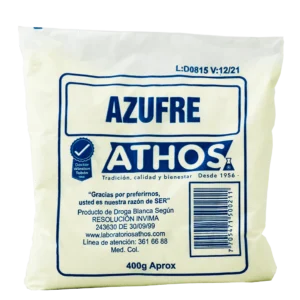 L:D0815 V:12/21
AZUFRE
ATHOS
Tradición, calidad y bienestar Desde 1956
"Gracias por preferirnos,
usted es nuestra razón de SER"
Producto de Droga Blanca Según
RESOLUCIÓN INVIMA
243630 DE 30/09/99
www.laboratoriosathos.com
Línea de atención: 361 66 88
Med. Col.
400g Aprox